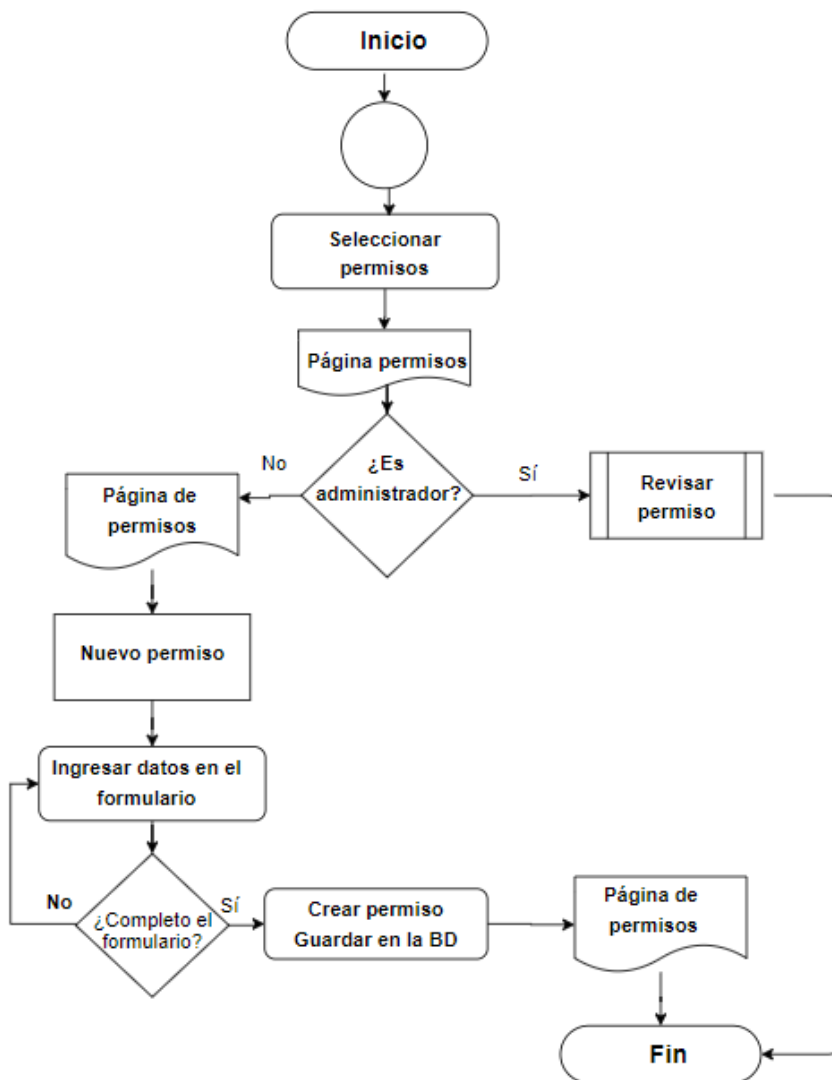 Inicio
Seleccionar
permisos
Página permisos
¿Es
administrador?
No
Sí
Revisar
permiso
Página de
permisos
Nuevo permiso
Ingresar datos en el
formulario
¿Completo el
formulario?
No
Sí
Crear permiso
Guardar en la BD
Página de
permisos
Fin